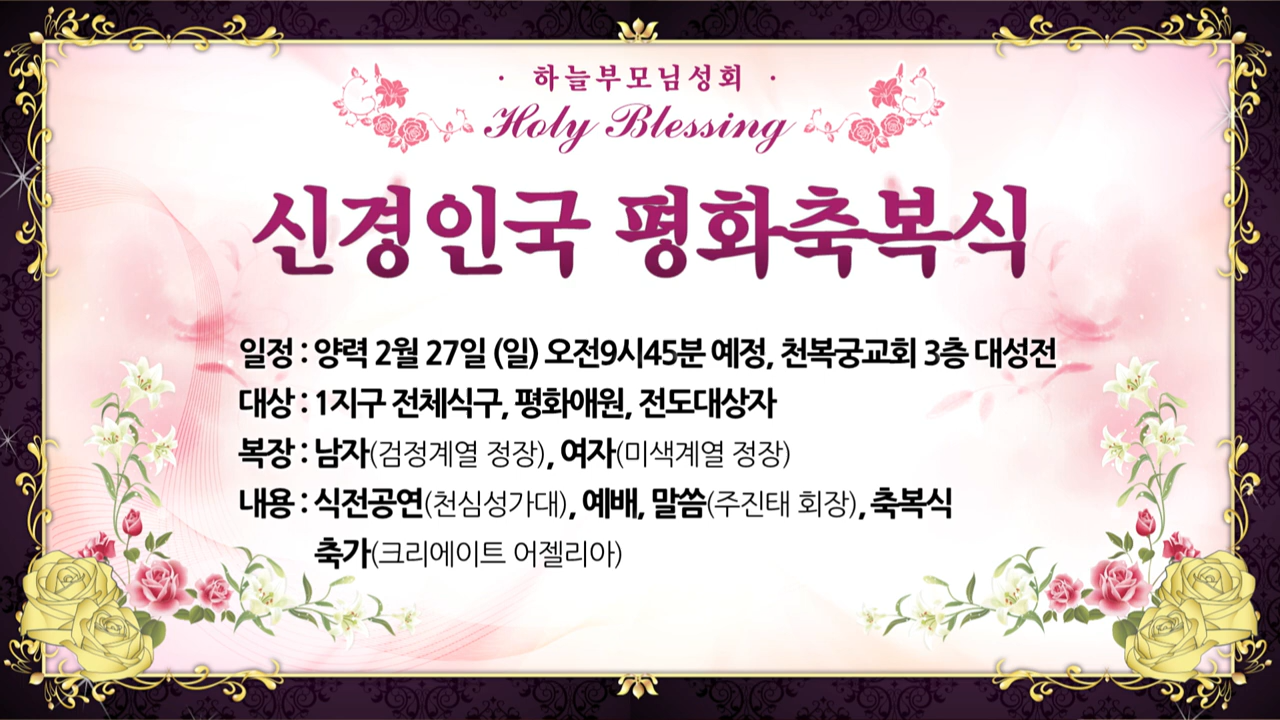 · 하늘부모님성회 ·
Holy Blessing
신경인국 평화축복식
일정 : 양력 2월 27일 (일) 오전9시45분 예정, 천복궁교회 3층 대성전
대상 : 1지구 전체식구, 평화애원, 전도대상자
복장 : 남자(검정계열 정장), 여자(미색계열 정장)
내용 : 식전공연(천심성가대), 예배, 말씀(주진태 회장), 축복식
축가(크리에이트 어젤리아)